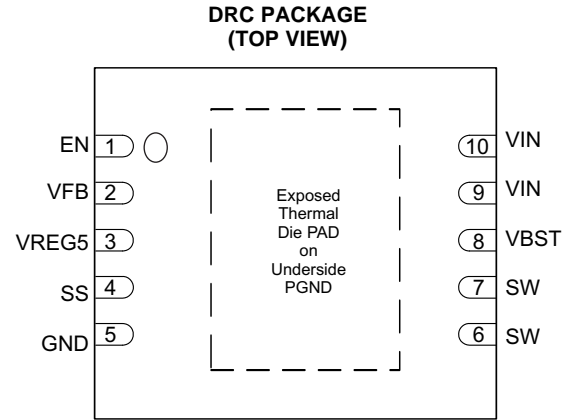 DRC PACKAGE
(TOP VIEW)
EN 1
VFB 2
VREG5 3
SS 4
GND 5
Exposed
Thermal
Die PAD
on
Underside
PGND
10 VIN
9 VIN
8 VBST
7 SW
6 SW